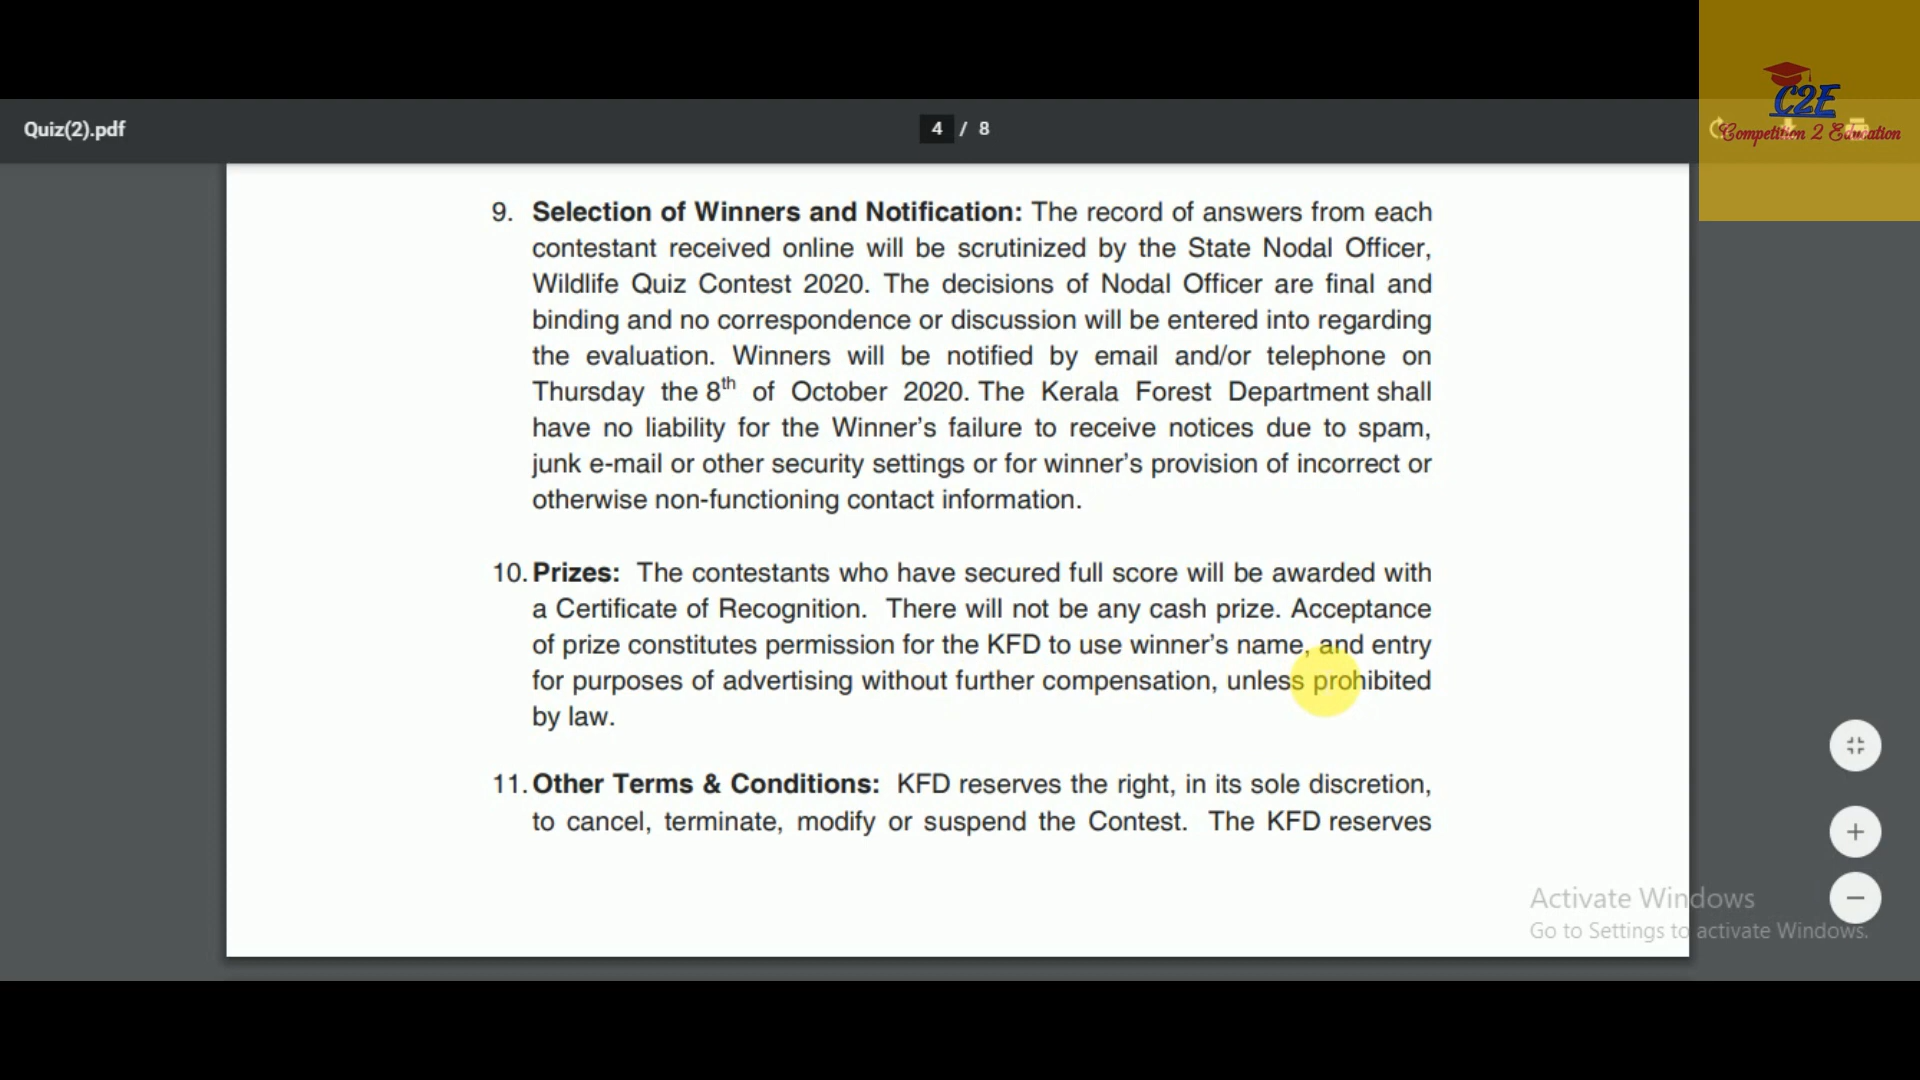 C2E
Competition 2 Education
Quiz(2).pdf
4 / 8
9. Selection of Winners and Notification: The record of answers from each
contestant received online will be scrutinized by the State Nodal Officer,
Wildlife Quiz Contest 2020. The decisions of Nodal Officer are final and
binding and no correspondence or discussion will be entered into regarding
the evaluation. Winners will be notified by email and/or telephone on
Thursday the 8th of October 2020. The Kerala Forest Department shall
have no liability for the Winner's failure to receive notices due to spam,
junk e-mail or other security settings or for winner's provision of incorrect or
otherwise non-functioning contact information.
10. Prizes: The contestants who have secured full score will be awarded with
a Certificate of Recognition. There will not be any cash prize. Acceptance
of prize constitutes permission for the KFD to use winner's name, and entry
for purposes of advertising without further compensation, unless prohibited
by law.
11. Other Terms & Conditions: KFD reserves the right, in its sole discretion,
to cancel, terminate, modify or suspend the Contest. The KFD reserves
Activate Windows
Go to Settings to activate Windows.